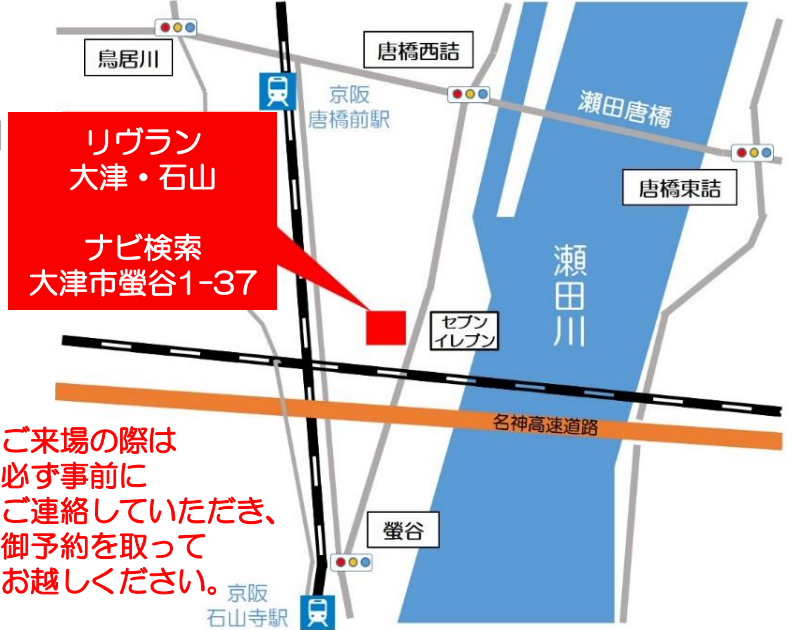 鳥居川
唐橋西詰
京阪
唐橋前駅
瀬田唐橋
唐橋東詰
リヴラン
大津・石山
ナビ検索
大津市螢谷1-37
瀬田川
セブン
イレブン
名神高速道路
ご来場の際は
必ず事前に
ご連絡していただき、
御予約を取って
お越しください。
螢谷
京阪
石山寺駅